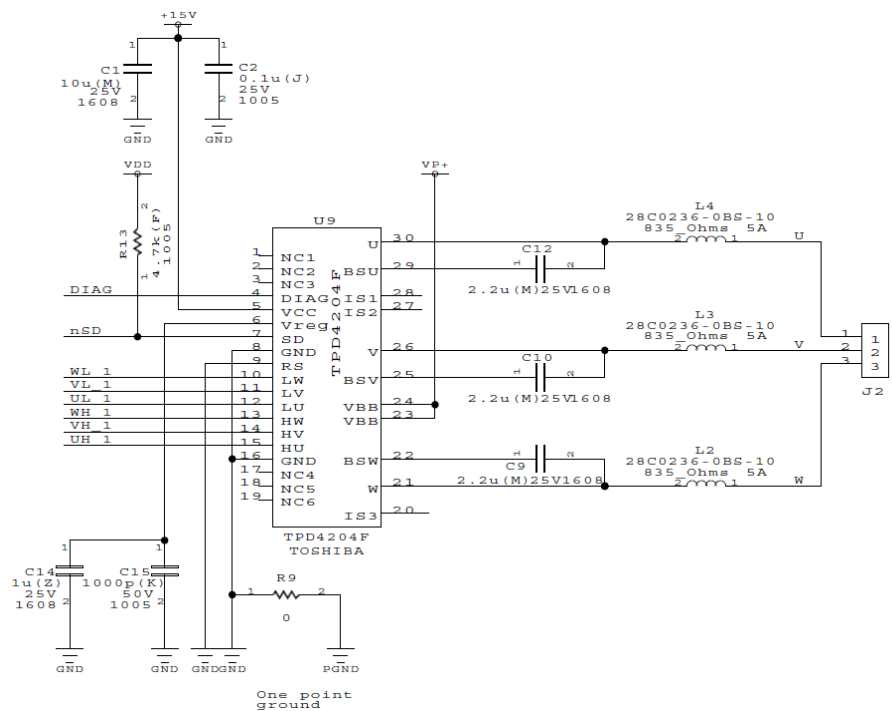 +15V
1
1
C1
10u(M)
25V
1608
2
C2
0.1u(J)
25V
1005
2
GND
GND
VDD
VP+
2
R13
4.7k(F)
1005
1
U9
TPD4204F
1 NC1
2 NC2
3 NC3
DIAG 4 DIAG
5 VCC
6 Vreg
nSD 7 SD
8 GND
9 RS
WL_1 10 LW
VL_1 11 LV
UL_1 12 LU
WH_1 13 HW
VH_1 14 HV
UH_1 15 HU
16 GND
17 NC4
18 NC5
19 NC6
U 30
BSU 29
IS1 28
IS2 27
V 26
BSV 25
VBB 24
VBB 23
BSW 22
W 21
IS3 20
TPD4204F
TOSHIBA
C12
1 2
2.2u(M)25V1608
C10
1 2
2.2u(M)25V1608
C9
1 2
2.2u(M)25V1608
L4
28C0236-0BS-10
835_Ohms 5A
2 1 U
L3
28C0236-0BS-10
835_Ohms 5A
2 1 V
L2
28C0236-0BS-10
835_Ohms 5A
2 1 W
1 1
2 2
3 3
J2
1
C14
1u(Z)
25V
1608
2
1
C15
1000p(K)
50V
1005
2
R9
1 2
0
GND
GND
GND
GND
PGND
One point
ground